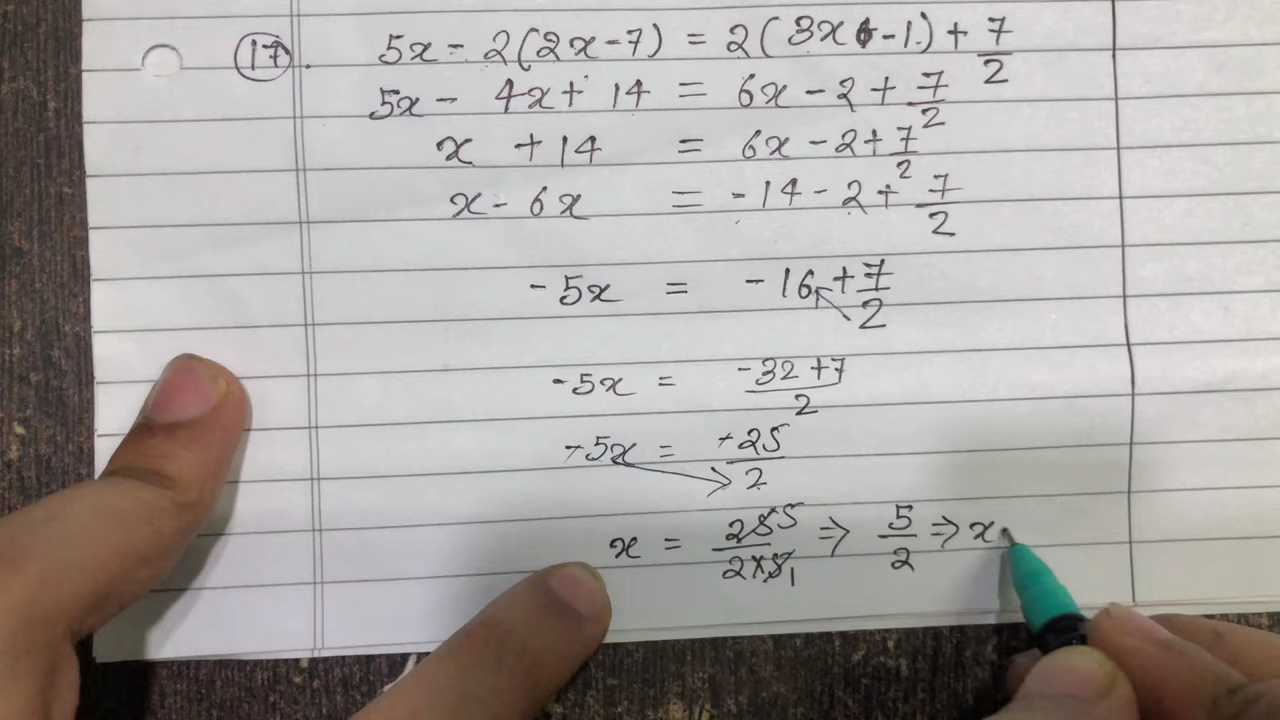 17. 5x - 2(2x-7) = 2(3x-1) + 7/2
5x - 4x + 14 = 6x - 2 + 7/2
x + 14 = 6x - 2 + 7/2
x - 6x = -14 - 2 + 7/2
-5x = -16 + 7/2
-5x = (-32+7)/2
+5x = +25/2
x = 255/2×51 ⇒ 5/2 ⇒ x